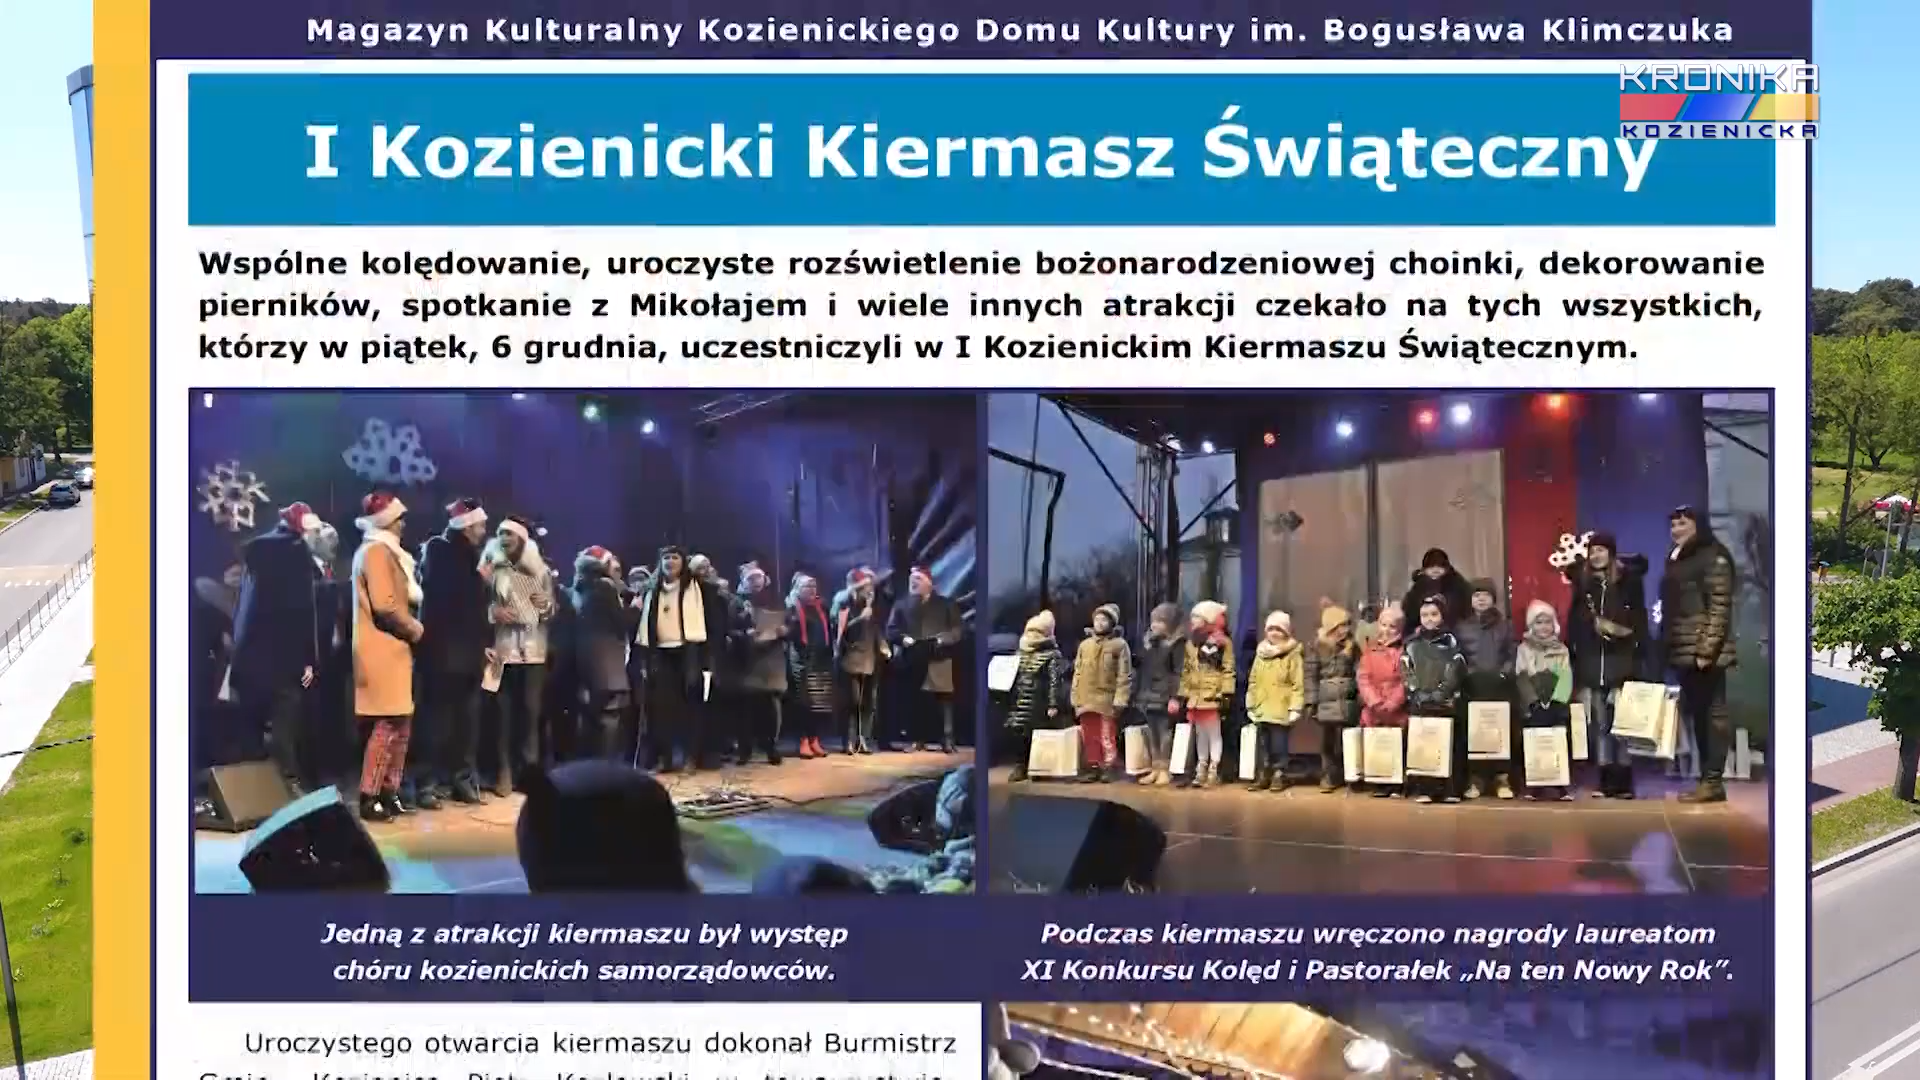 Magazyn Kulturalny Kozienickiego Domu Kultury im. Bogusława Klimczuka
KRONIKA
KOZIENICKA
I Kozienicki Kiermasz Świąteczny
Wspólne kolędowanie, uroczyste rozświetlenie bożonarodzeniowej choinki, dekorowanie
pierników, spotkanie z Mikołajem i wiele innych atrakcji czekało na tych wszystkich,
którzy w piątek, 6 grudnia, uczestniczyli w I Kozienickim Kiermaszu Świątecznym.
Jedną z atrakcji kiermaszu był występ
chóru kozienickich samorządowców.
Podczas kiermaszu wręczono nagrody laureatom
XI Konkursu Kolęd i Pastorałek „Na ten Nowy Rok”.
Uroczystego otwarcia kiermaszu dokonał Burmistrz